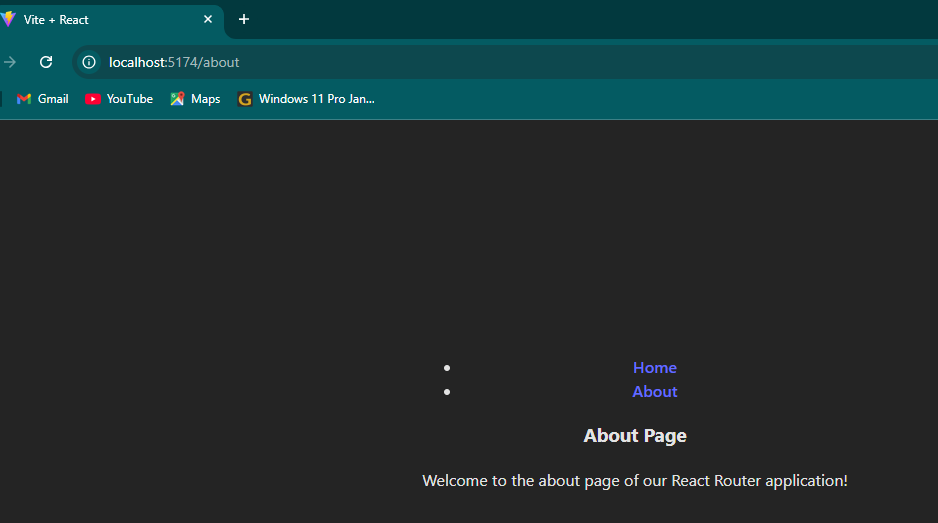 Vite + React
localhost:5174/about
Gmail YouTube Maps Windows 11 Pro Jan...
Home
About
About Page
Welcome to the about page of our React Router application!